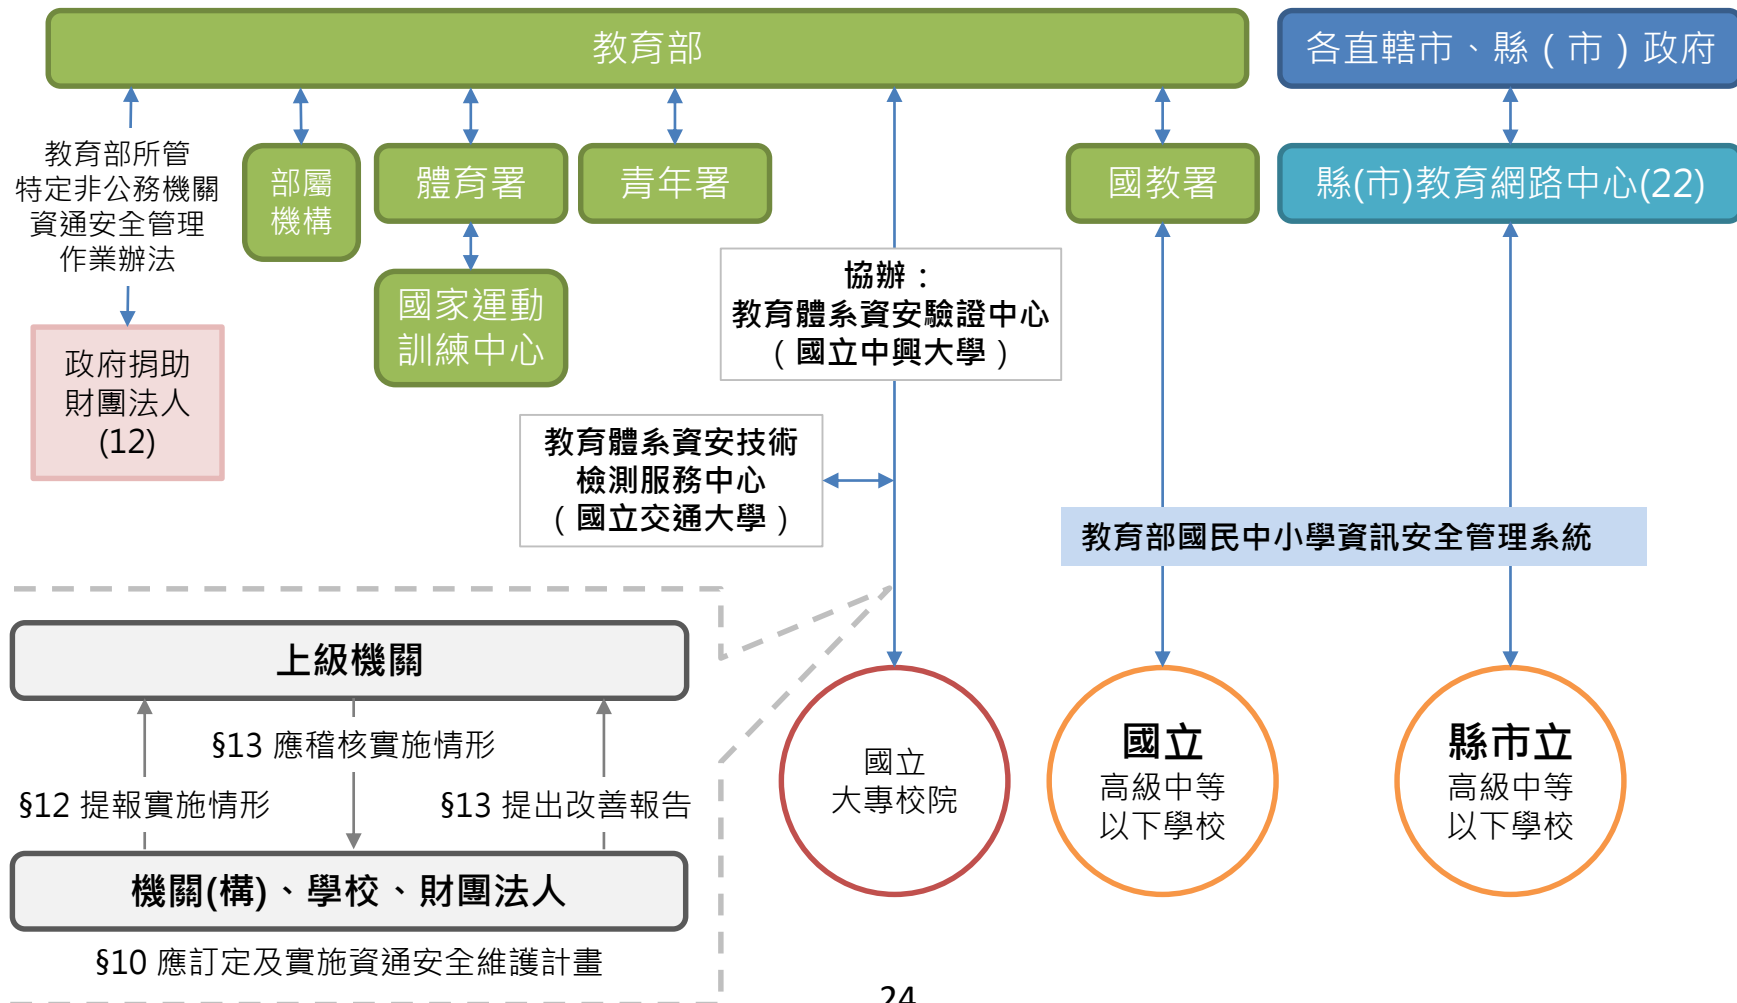 教育部
各直轄市、縣（市）政府
教育部所管
特定非公務機關
資通安全管理
作業辦法
部屬
機構
體育署
青年署
國教署
縣(市)教育網路中心(22)
國家運動
訓練中心
協辦：
教育體系資安驗證中心
（國立中興大學）
政府捐助
財團法人
(12)
教育體系資安技術
檢測服務中心
（國立交通大學）
教育部國民中小學資訊安全管理系統
上級機關
§13 應稽核實施情形
§12 提報實施情形
§13 提出改善報告
機關(構)、學校、財團法人
§10 應訂定及實施資通安全維護計畫
國立
大專校院
國立
高級中等
以下學校
縣市立
高級中等
以下學校
24